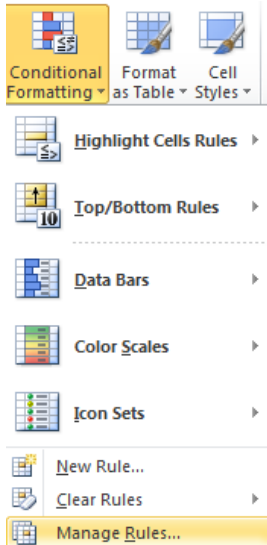 Conditional Format Cell
Formatting as Table Styles
Highlight Cells Rules
10 Top/Bottom Rules
Data Bars
Color Scales
Icon Sets
New Rule...
Clear Rules
Manage Rules...